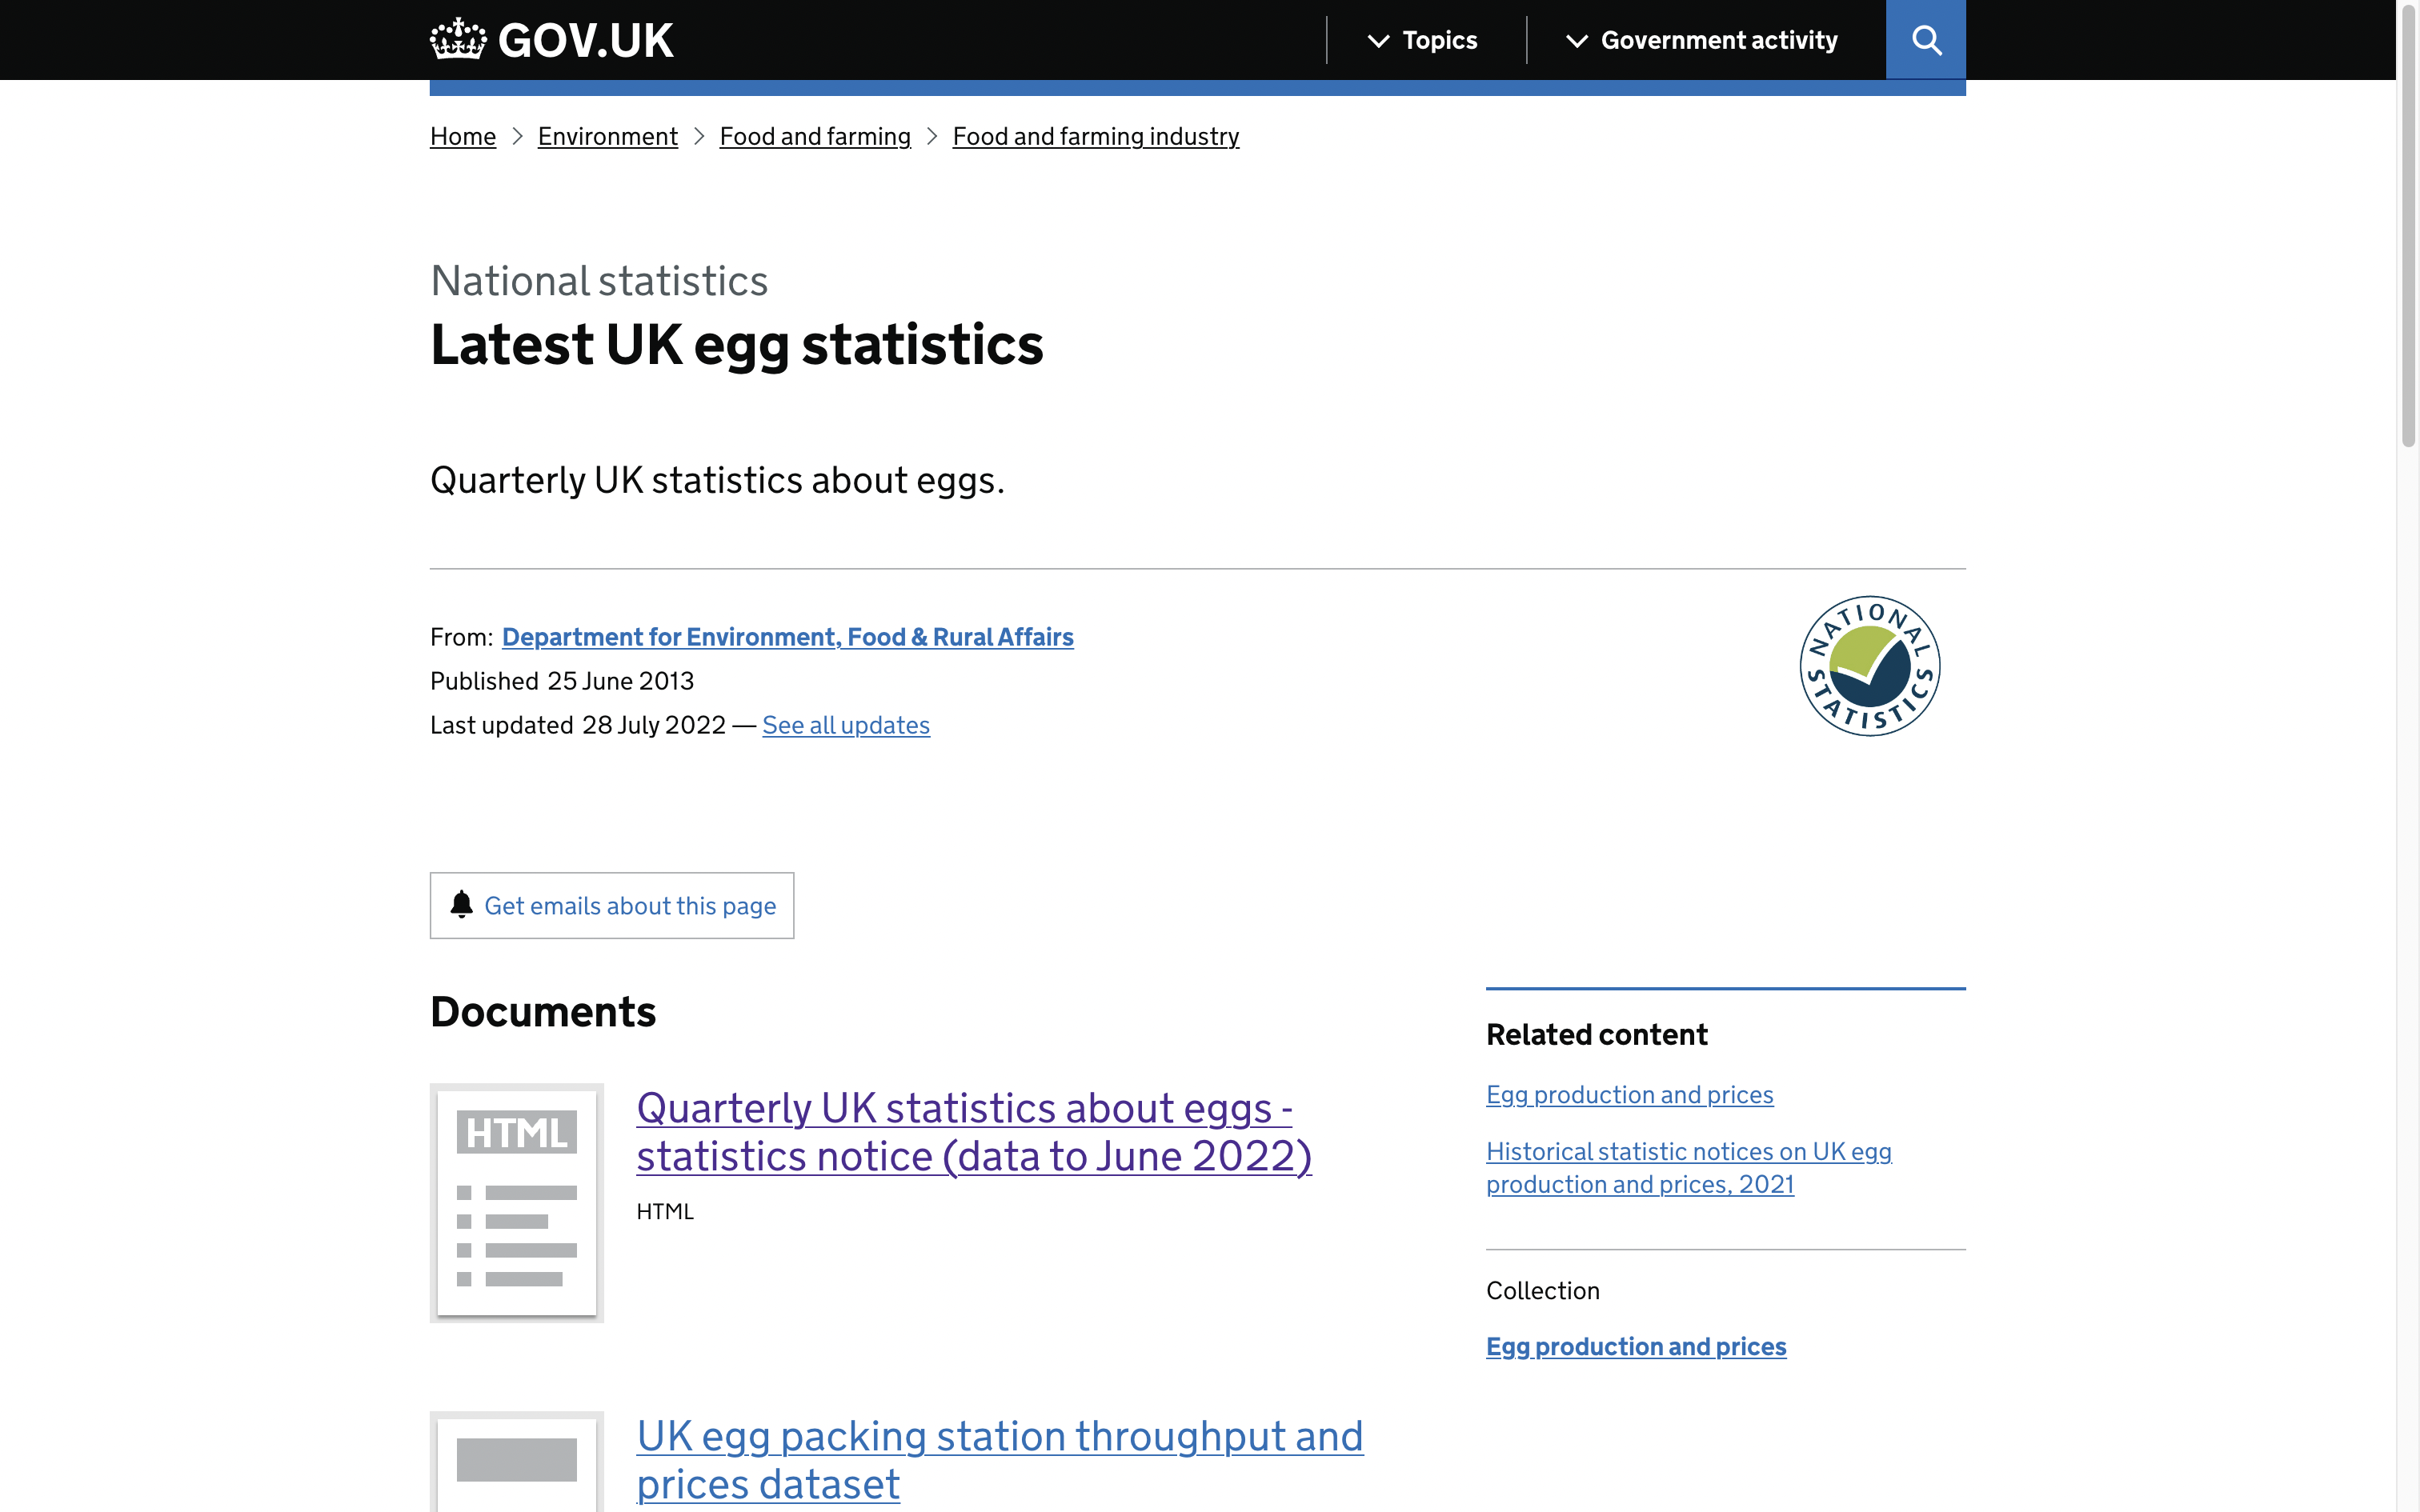 GOV.UK
Topics
Government activity
Home
Environment
Food and farming
Food and farming industry
National statistics
Latest UK egg statistics
Quarterly UK statistics about eggs.
From: Department for Environment, Food & Rural Affairs
Published 25 June 2013
Last updated 28 July 2022 — See all updates
NATIONAL STATISTICS
Get emails about this page
Documents
HTML
Quarterly UK statistics about eggs -
statistics notice (data to June 2022)
HTML
UK egg packing station throughput and
prices dataset
Related content
Egg production and prices
Historical statistic notices on UK egg
production and prices, 2021
Collection
Egg production and prices